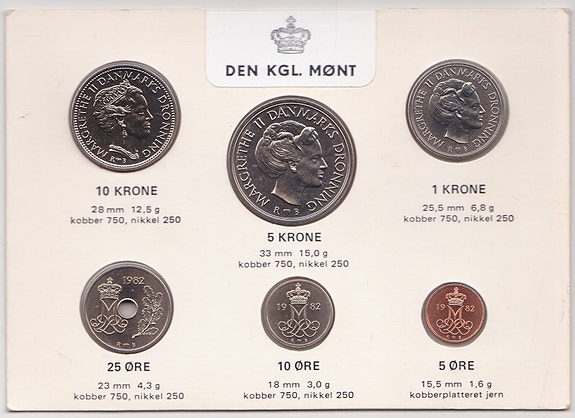 DEN KGL. MØNT
MARGRETHE II DANMARKS DRONNING
R B
10 KRONE
28 mm 12,5 g
kobber 750, nikkel 250
MARGRETHE II DANMARKS DRONNING
R B
5 KRONE
33 mm 15,0 g
kobber 750, nikkel 250
MARGRETHE II DANMARKS DRONNING
R B
1 KRONE
25,5 mm 6,8 g
kobber 750, nikkel 250
1982
R B
25 ØRE
23 mm 4,3 g
kobber 750, nikkel 250
19 82
R B
10 ØRE
18 mm 3,0 g
kobber 750, nikkel 250
19 82
R B
5 ØRE
15,5 mm 1,6 g
kobberplatteret jern